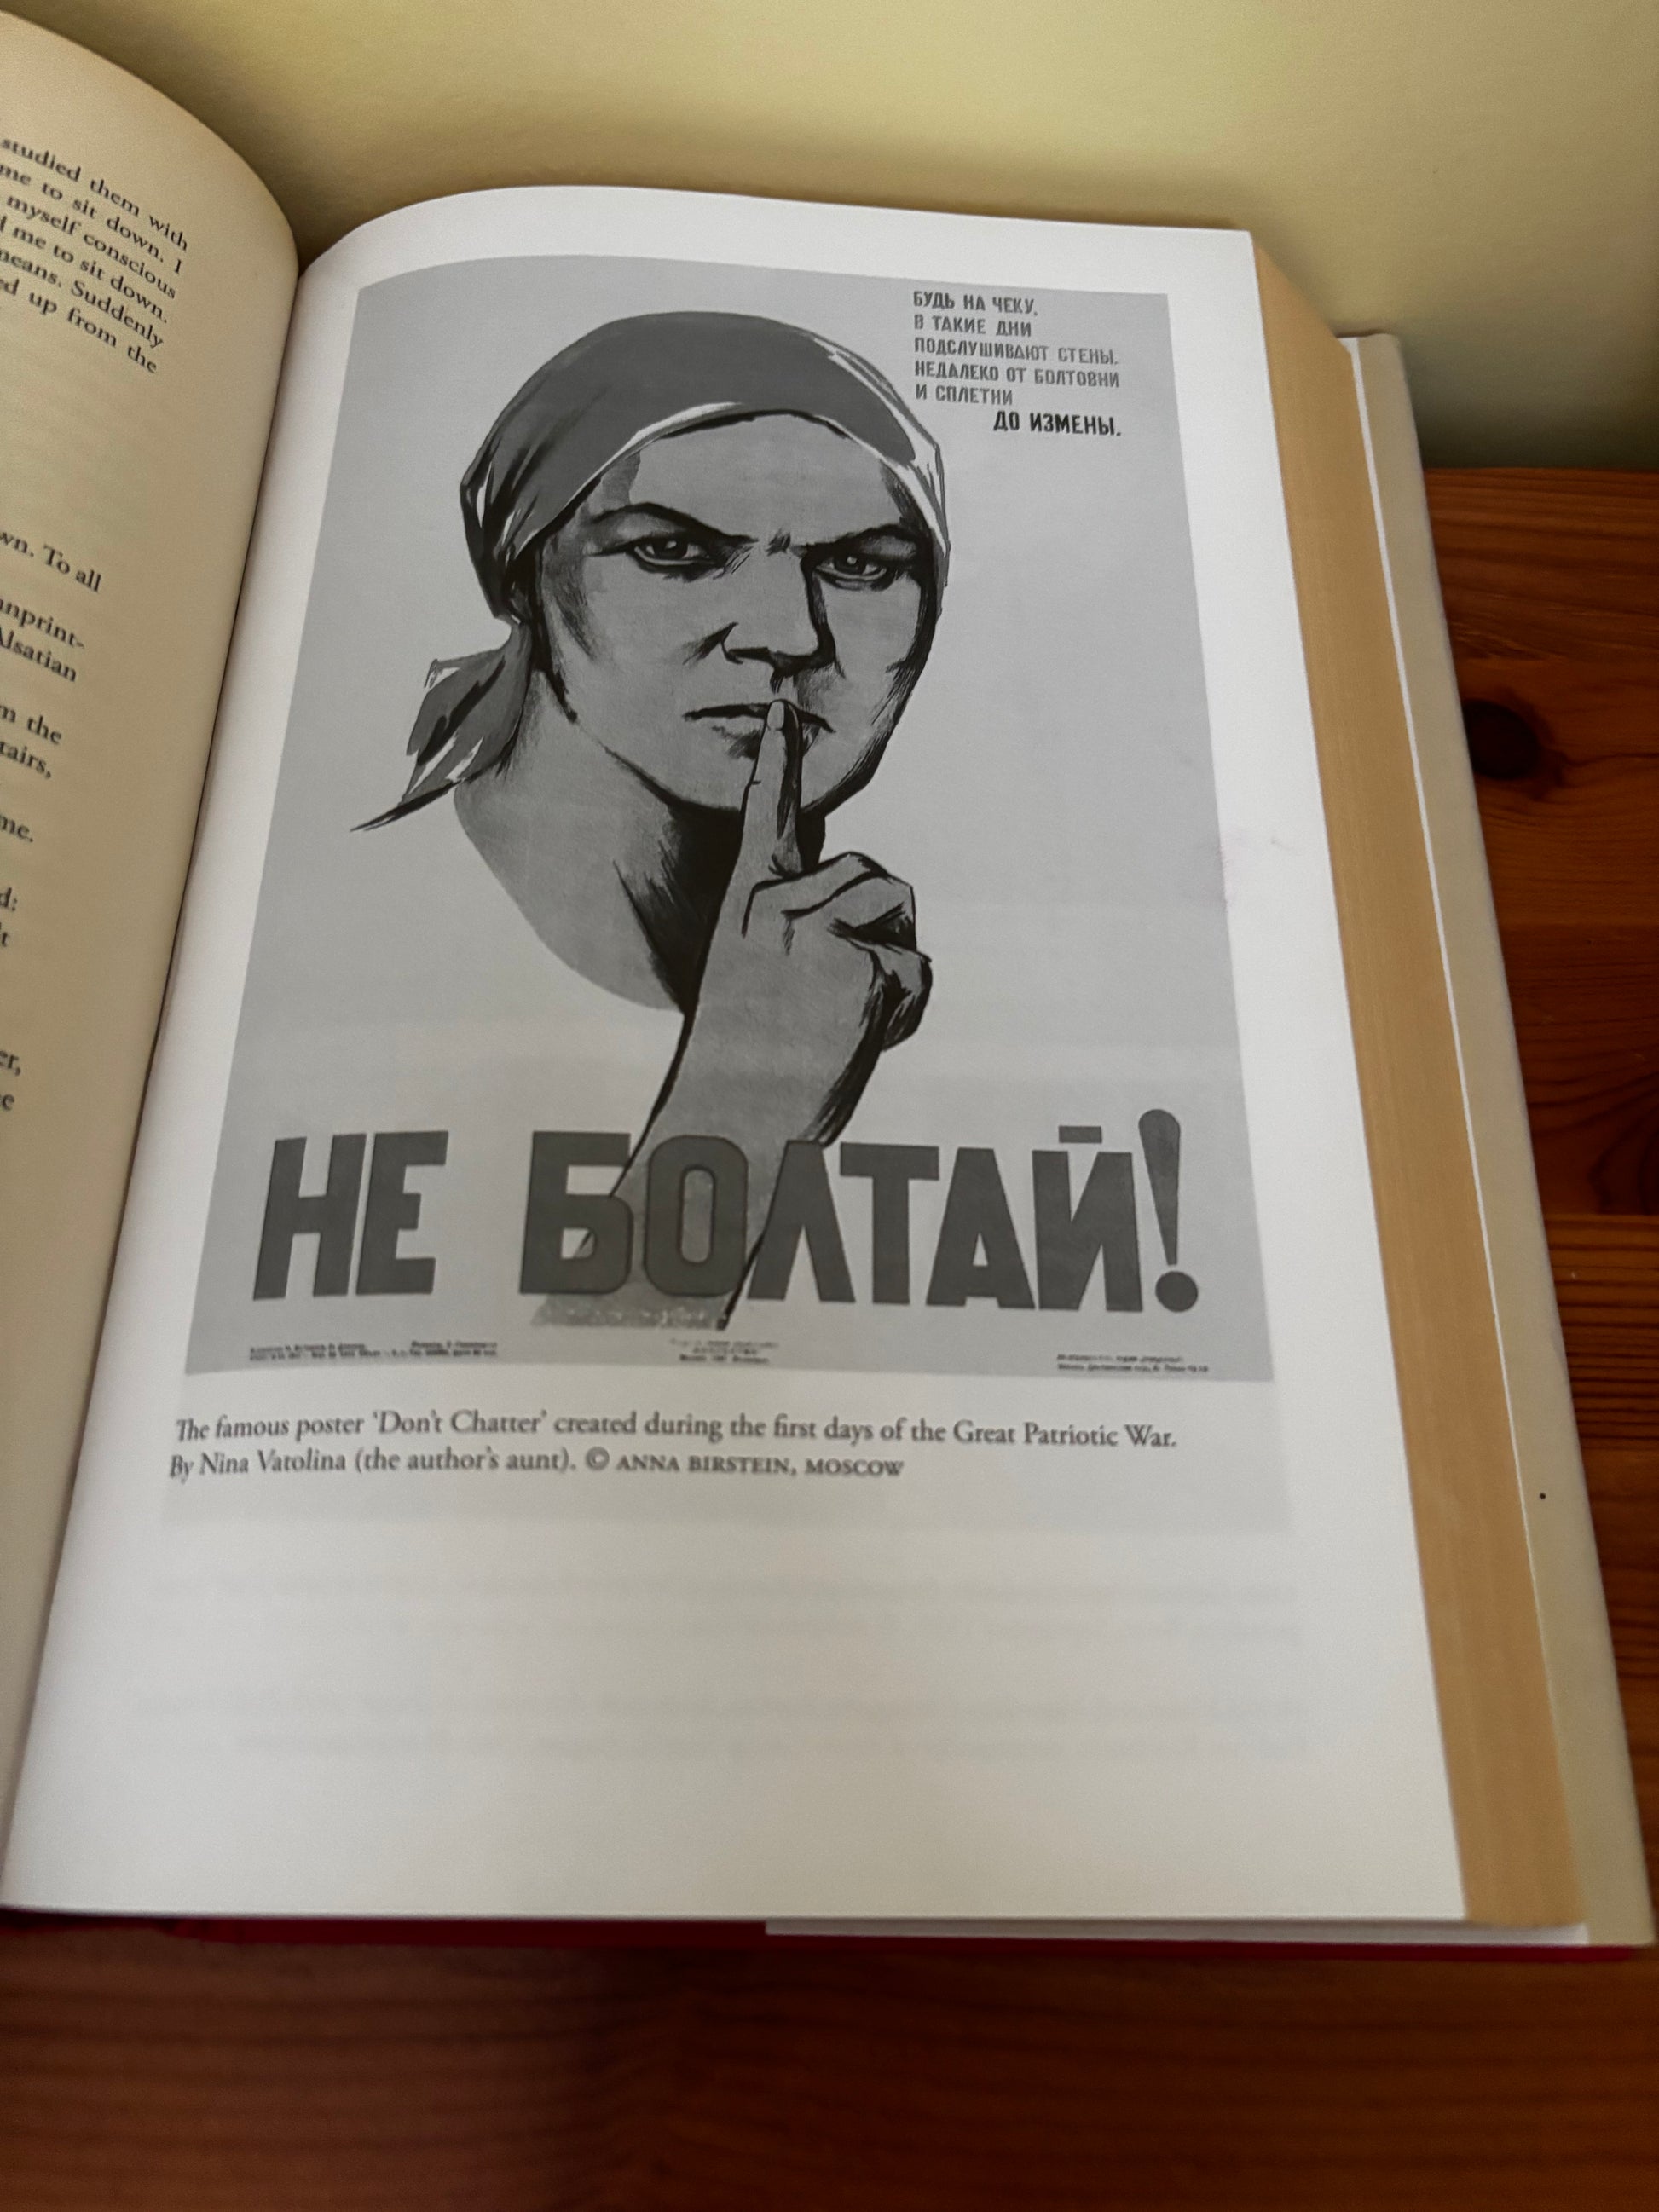 studied them with
me to sit down. I
myself conscious
me to sit down.
means. Suddenly
ed up from the
wn. To all
nprint-
Alsatian
m the
tairs,
me.
d:
't
er,
e
БУДЬ НА ЧЕКУ,
В ТАКИЕ ДНИ
ПОДСЛУШИВАЮТ СТЕНЫ.
НЕДАЛЕКО ОТ БОЛТОВНИ
И СПЛЕТНИ
ДО ИЗМЕНЫ.
НЕ БОЛТАЙ!
The famous poster ‘Don’t Chatter’ created during the first days of the Great Patriotic War.
By Nina Vatolina (the author’s aunt). © ANNA BIRSTEIN, MOSCOW